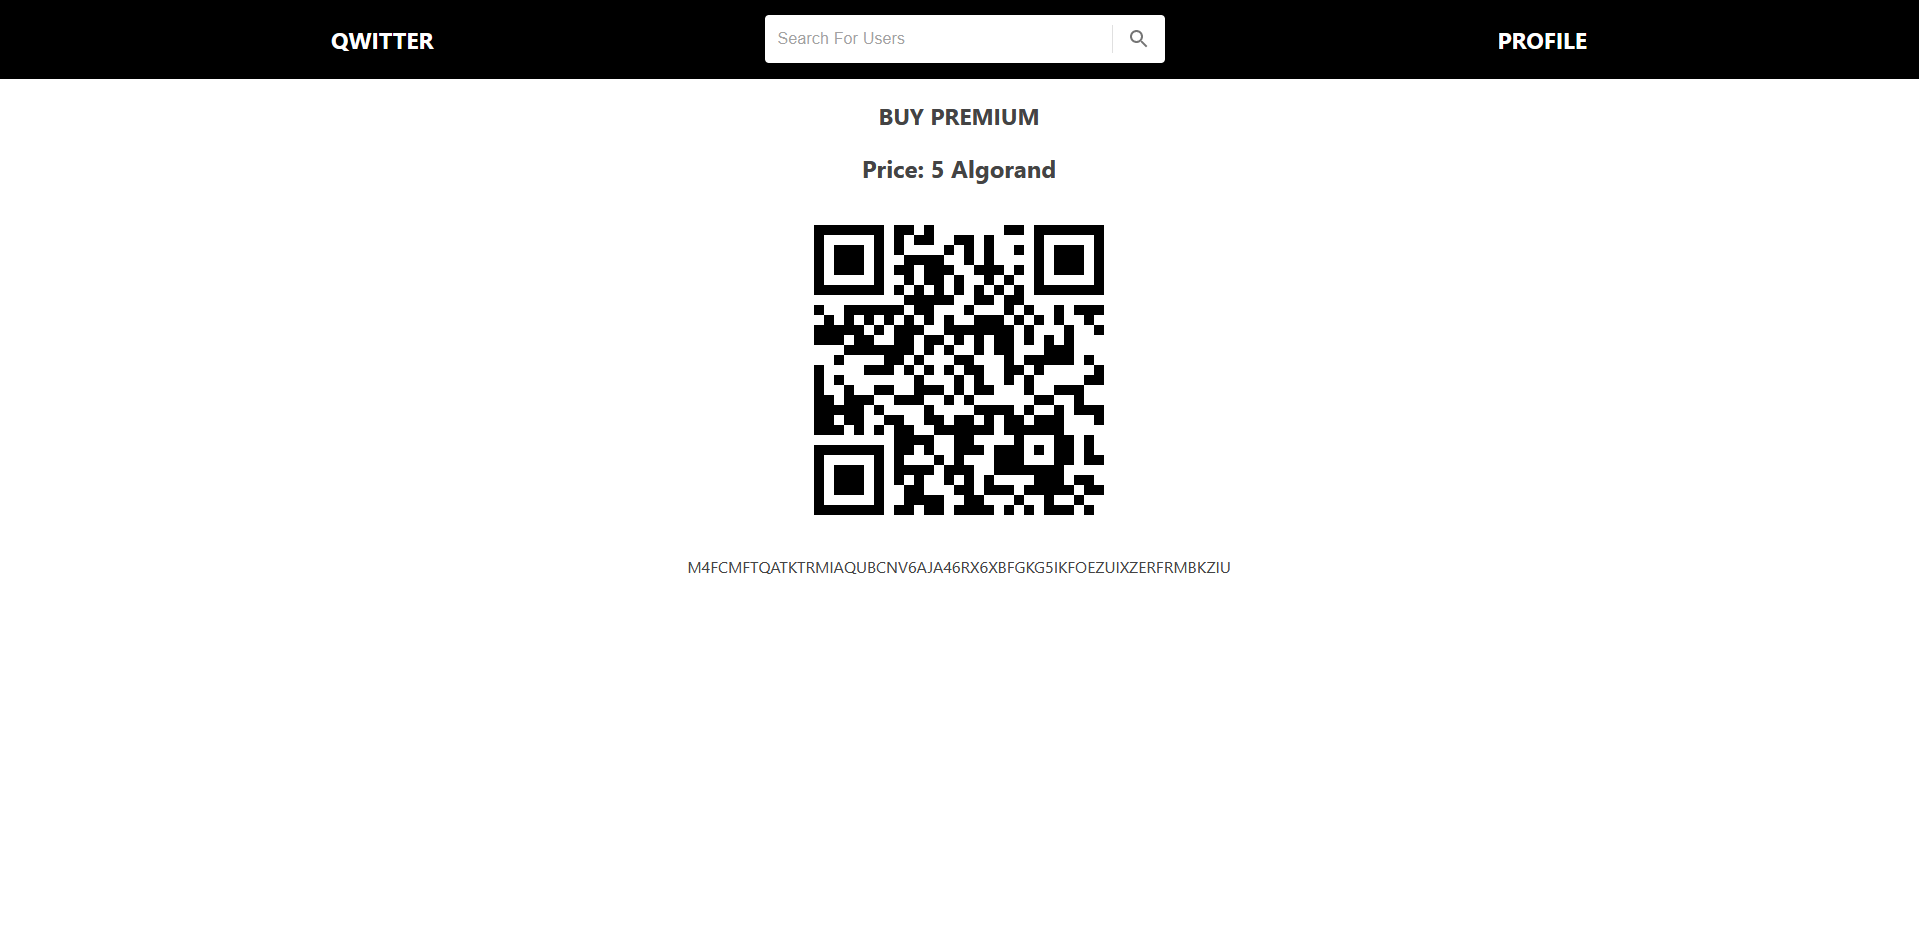 QWITTER
Search For Users
PROFILE
BUY PREMIUM
Price: 5 Algorand
M4FCMFTQATKTRMIAQUBCNV6AJA46RX6XBFGKG5IKFOEZUIXZERFRMBKZIU